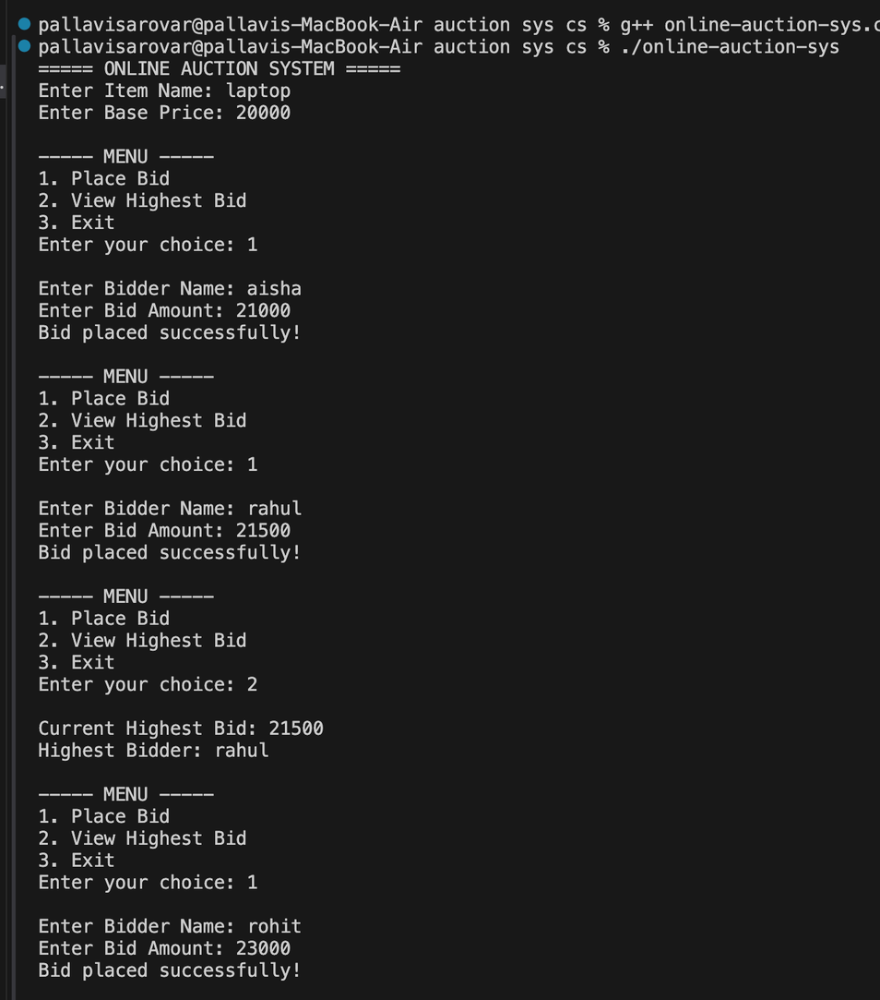 pallavisarovar@pallavis-MacBook-Air auction sys cs % g++ online-auction-sys.c
pallavisarovar@pallavis-MacBook-Air auction sys cs % ./online-auction-sys
===== ONLINE AUCTION SYSTEM =====
Enter Item Name: laptop
Enter Base Price: 20000
----- MENU -----
1. Place Bid
2. View Highest Bid
3. Exit
Enter your choice: 1
Enter Bidder Name: aisha
Enter Bid Amount: 21000
Bid placed successfully!
----- MENU -----
1. Place Bid
2. View Highest Bid
3. Exit
Enter your choice: 1
Enter Bidder Name: rahul
Enter Bid Amount: 21500
Bid placed successfully!
----- MENU -----
1. Place Bid
2. View Highest Bid
3. Exit
Enter your choice: 2
Current Highest Bid: 21500
Highest Bidder: rahul
----- MENU -----
1. Place Bid
2. View Highest Bid
3. Exit
Enter your choice: 1
Enter Bidder Name: rohit
Enter Bid Amount: 23000
Bid placed successfully!